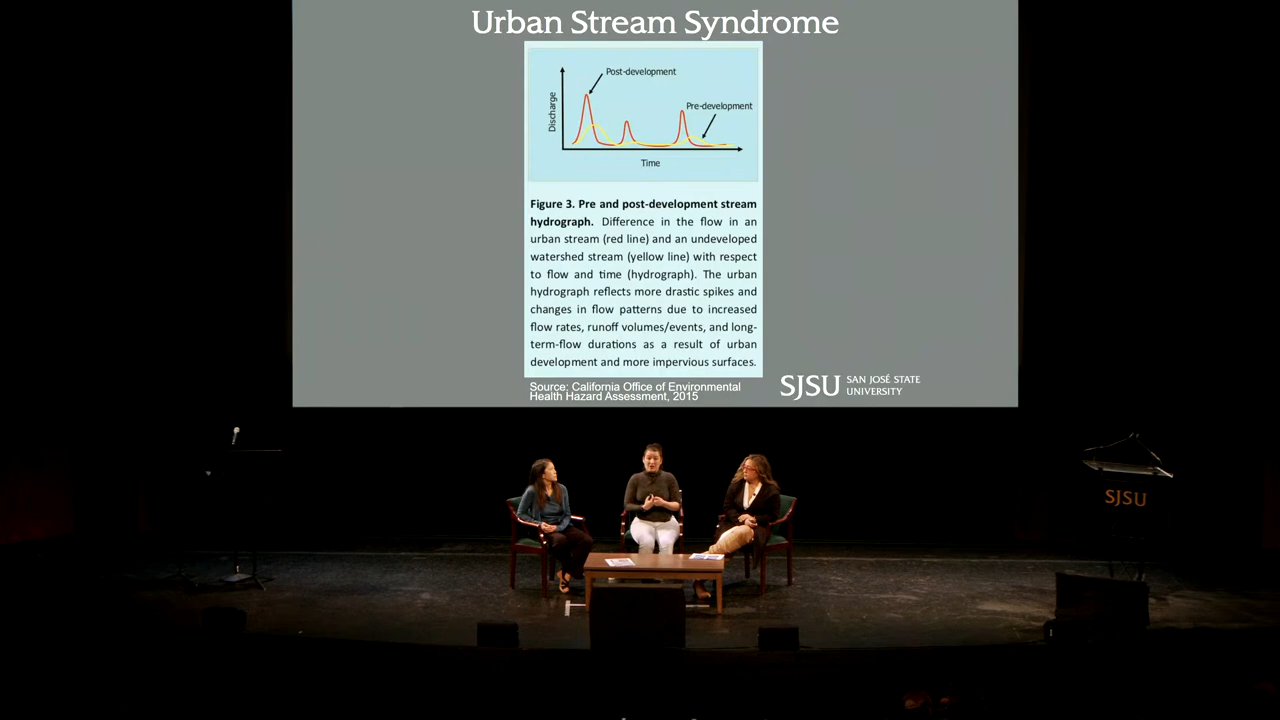 Urban Stream Syndrome
Post-development
Pre-development
Discharge
Time
Figure 3. Pre and post-development stream
hydrograph. Difference in the flow in an
urban stream (red line) and an undeveloped
watershed stream (yellow line) with respect
to flow and time (hydrograph). The urban
hydrograph reflects more drastic spikes and
changes in flow patterns due to increased
flow rates, runoff volumes/events, and long-
term-flow durations as a result of urban
development and more impervious surfaces.
Source: California Office of Environmental
Health Hazard Assessment, 2015
SJSU SAN JOSÉ STATE
UNIVERSITY
SJSU